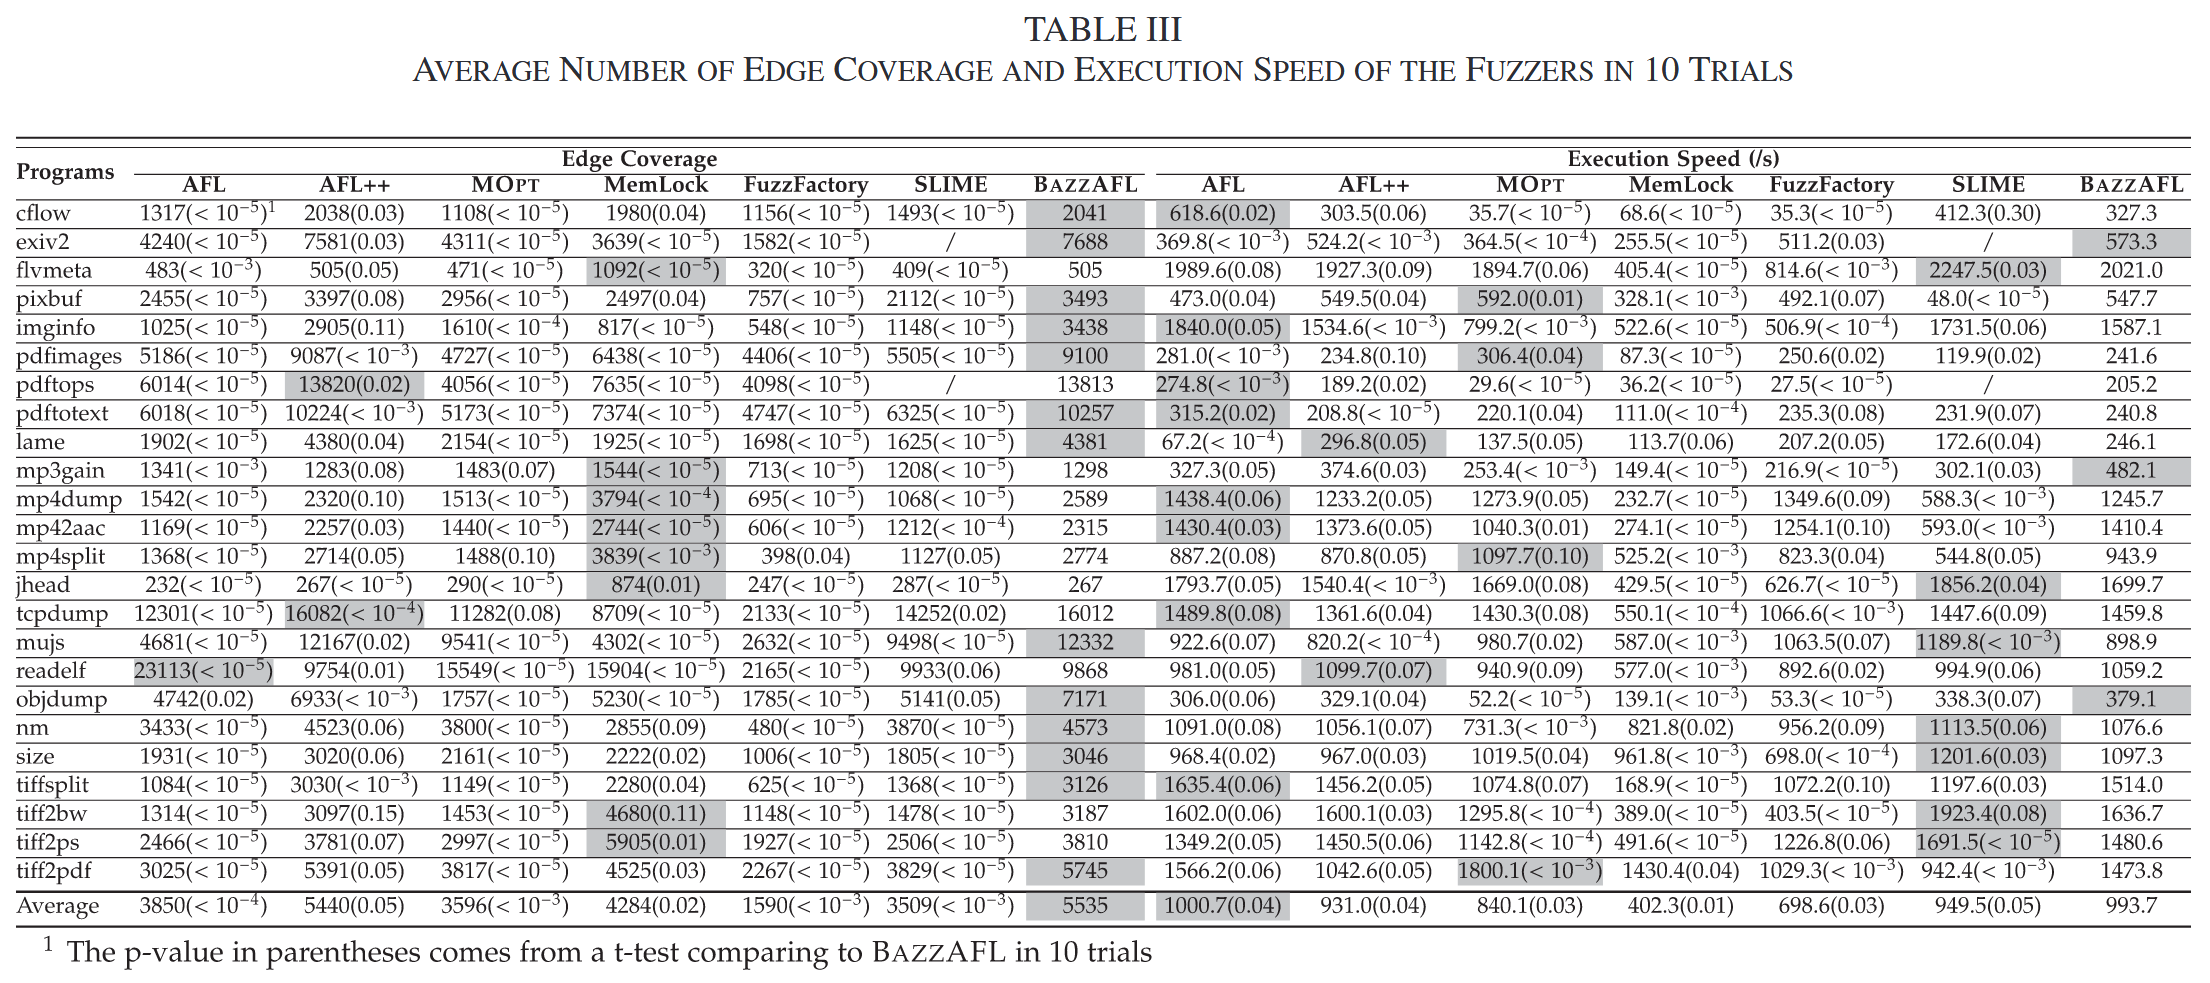 TABLE III
AVERAGE NUMBER OF EDGE COVERAGE AND EXECUTION SPEED OF THE FUZZERS IN 10 TRIALS
Programs Edge Coverage Execution Speed (/s)
AFL AFL++ MOPT MemLock FuzzFactory SLIME BAZZAFL AFL AFL++ MOPT MemLock FuzzFactory SLIME BAZZAFL
cflow 1317(< 10⁻⁵)¹ 2038(0.03) 1108(< 10⁻⁵) 1980(0.04) 1156(< 10⁻⁵) 1493(< 10⁻⁵) 2041 618.6(0.02) 303.5(0.06) 35.7(< 10⁻⁵) 68.6(< 10⁻⁵) 35.3(< 10⁻⁵) 412.3(0.30) 327.3
exiv2 4240(< 10⁻⁵) 7581(0.03) 4311(< 10⁻⁵) 3639(< 10⁻⁵) 1582(< 10⁻⁵) / 7688 369.8(< 10⁻³) 524.2(< 10⁻³) 364.5(< 10⁻⁴) 255.5(< 10⁻⁵) 511.2(0.03) / 573.3
flvmeta 483(< 10⁻³) 505(0.05) 471(< 10⁻⁵) 1092(< 10⁻⁵) 320(< 10⁻⁵) 409(< 10⁻⁵) 505 1989.6(0.08) 1927.3(0.09) 1894.7(0.06) 405.4(< 10⁻⁵) 814.6(< 10⁻³) 2247.5(0.03) 2021.0
pixbuf 2455(< 10⁻⁵) 3397(0.08) 2956(< 10⁻⁵) 2497(0.04) 757(< 10⁻⁵) 2112(< 10⁻⁵) 3493 473.0(0.04) 549.5(0.04) 592.0(0.01) 328.1(< 10⁻³) 492.1(0.07) 48.0(< 10⁻⁵) 547.7
imginfo 1025(< 10⁻⁵) 2905(0.11) 1610(< 10⁻⁴) 817(< 10⁻⁵) 548(< 10⁻⁵) 1148(< 10⁻⁵) 3438 1840.0(0.05) 1534.6(< 10⁻³) 799.2(< 10⁻³) 522.6(< 10⁻⁵) 506.9(< 10⁻⁴) 1731.5(0.06) 1587.1
pdfimages 5186(< 10⁻⁵) 9087(< 10⁻³) 4727(< 10⁻⁵) 6438(< 10⁻⁵) 4406(< 10⁻⁵) 5505(< 10⁻⁵) 9100 281.0(< 10⁻³) 234.8(0.10) 306.4(0.04) 87.3(< 10⁻⁵) 250.6(0.02) 119.9(0.02) 241.6
pdftops 6014(< 10⁻⁵) 13820(0.02) 4056(< 10⁻⁵) 7635(< 10⁻⁵) 4098(< 10⁻⁵) / 13813 274.8(< 10⁻³) 189.2(0.02) 29.6(< 10⁻⁵) 36.2(< 10⁻⁵) 27.5(< 10⁻⁵) / 205.2
pdftotext 6018(< 10⁻⁵) 10224(< 10⁻³) 5173(< 10⁻⁵) 7374(< 10⁻⁵) 4747(< 10⁻⁵) 6325(< 10⁻⁵) 10257 315.2(0.02) 208.8(< 10⁻⁵) 220.1(0.04) 111.0(< 10⁻⁴) 235.3(0.08) 231.9(0.07) 240.8
lame 1902(< 10⁻⁵) 4380(0.04) 2154(< 10⁻⁵) 1925(< 10⁻⁵) 1698(< 10⁻⁵) 1625(< 10⁻⁵) 4381 67.2(< 10⁻⁴) 296.8(0.05) 137.5(0.05) 113.7(0.06) 207.2(0.05) 172.6(0.04) 246.1
mp3gain 1341(< 10⁻³) 1283(0.08) 1483(0.07) 1544(< 10⁻⁵) 713(< 10⁻⁵) 1208(< 10⁻⁵) 1298 327.3(0.05) 374.6(0.03) 253.4(< 10⁻³) 149.4(< 10⁻⁵) 216.9(< 10⁻⁵) 302.1(0.03) 482.1
mp4dump 1542(< 10⁻⁵) 2320(0.10) 1513(< 10⁻⁵) 3794(< 10⁻⁴) 695(< 10⁻⁵) 1068(< 10⁻⁵) 2589 1438.4(0.06) 1233.2(0.05) 1273.9(0.05) 232.7(< 10⁻⁵) 1349.6(0.09) 588.3(< 10⁻³) 1245.7
mp42aac 1169(< 10⁻⁵) 2257(0.03) 1440(< 10⁻⁵) 2744(< 10⁻⁵) 606(< 10⁻⁵) 1212(< 10⁻⁴) 2315 1430.4(0.03) 1373.6(0.05) 1040.3(0.01) 274.1(< 10⁻⁵) 1254.1(0.10) 593.0(< 10⁻³) 1410.4
mp4split 1368(< 10⁻⁵) 2714(0.05) 1488(0.10) 3839(< 10⁻³) 398(0.04) 1127(0.05) 2774 887.2(0.08) 870.8(0.05) 1097.7(0.10) 525.2(< 10⁻³) 823.3(0.04) 544.8(0.05) 943.9
jhead 232(< 10⁻⁵) 267(< 10⁻⁵) 290(< 10⁻⁵) 874(0.01) 247(< 10⁻⁵) 287(< 10⁻⁵) 267 1793.7(0.05) 1540.4(< 10⁻³) 1669.0(0.08) 429.5(< 10⁻⁵) 626.7(< 10⁻⁵) 1856.2(0.04) 1699.7
tcpdump 12301(< 10⁻⁵) 16082(< 10⁻⁴) 11282(0.08) 8709(< 10⁻⁵) 2133(< 10⁻⁵) 14252(0.02) 16012 1489.8(0.08) 1361.6(0.04) 1430.3(0.08) 550.1(< 10⁻⁴) 1066.6(< 10⁻³) 1447.6(0.09) 1459.8
mujs 4681(< 10⁻⁵) 12167(0.02) 9541(< 10⁻⁵) 4302(< 10⁻⁵) 2632(< 10⁻⁵) 9498(< 10⁻⁵) 12332 922.6(0.07) 820.2(< 10⁻⁴) 980.7(0.02) 587.0(< 10⁻³) 1063.5(0.07) 1189.8(< 10⁻³) 898.9
readelf 23113(< 10⁻⁵) 9754(0.01) 15549(< 10⁻⁵) 15904(< 10⁻⁵) 2165(< 10⁻⁵) 9933(0.06) 9868 981.0(0.05) 1099.7(0.07) 940.9(0.09) 577.0(< 10⁻³) 892.6(0.02) 994.9(0.06) 1059.2
objdump 4742(0.02) 6933(< 10⁻³) 1757(< 10⁻⁵) 5230(< 10⁻⁵) 1785(< 10⁻⁵) 5141(0.05) 7171 306.0(0.06) 329.1(0.04) 52.2(< 10⁻⁵) 139.1(< 10⁻³) 53.3(< 10⁻⁵) 338.3(0.07) 379.1
nm 3433(< 10⁻⁵) 4523(0.06) 3800(< 10⁻⁵) 2855(0.09) 480(< 10⁻⁵) 3870(< 10⁻⁵) 4573 1091.0(0.08) 1056.1(0.07) 731.3(< 10⁻³) 821.8(0.02) 956.2(0.09) 1113.5(0.06) 1076.6
size 1931(< 10⁻⁵) 3020(0.06) 2161(< 10⁻⁵) 2222(0.02) 1006(< 10⁻⁵) 1805(< 10⁻⁵) 3046 968.4(0.02) 967.0(0.03) 1019.5(0.04) 961.8(< 10⁻³) 698.0(< 10⁻⁴) 1201.6(0.03) 1097.3
tiffsplit 1084(< 10⁻⁵) 3030(< 10⁻³) 1149(< 10⁻⁵) 2280(0.04) 625(< 10⁻⁵) 1368(< 10⁻⁵) 3126 1635.4(0.06) 1456.2(0.05) 1074.8(0.07) 168.9(< 10⁻⁵) 1072.2(0.10) 1197.6(0.03) 1514.0
tiff2bw 1314(< 10⁻⁵) 3097(0.15) 1453(< 10⁻⁵) 4680(0.11) 1148(< 10⁻⁵) 1478(< 10⁻⁵) 3187 1602.0(0.06) 1600.1(0.03) 1295.8(< 10⁻⁴) 389.0(< 10⁻⁵) 403.5(< 10⁻⁵) 1923.4(0.08) 1636.7
tiff2ps 2466(< 10⁻⁵) 3781(0.07) 2997(< 10⁻⁵) 5905(0.01) 1927(< 10⁻⁵) 2506(< 10⁻⁵) 3810 1349.2(0.05) 1450.5(0.06) 1142.8(< 10⁻⁴) 491.6(< 10⁻⁵) 1226.8(0.06) 1691.5(< 10⁻⁵) 1480.6
tiff2pdf 3025(< 10⁻⁵) 5391(0.05) 3817(< 10⁻⁵) 4525(0.03) 2267(< 10⁻⁵) 3829(< 10⁻⁵) 5745 1566.2(0.06) 1042.6(0.05) 1800.1(< 10⁻³) 1430.4(0.04) 1029.3(< 10⁻³) 942.4(< 10⁻³) 1473.8
Average 3850(< 10⁻⁴) 5440(0.05) 3596(< 10⁻³) 4284(0.02) 1590(< 10⁻³) 3509(< 10⁻³) 5535 1000.7(0.04) 931.0(0.04) 840.1(0.03) 402.3(0.01) 698.6(0.03) 949.5(0.05) 993.7
¹ The p-value in parentheses comes from a t-test comparing to BAZZAFL in 10 trials